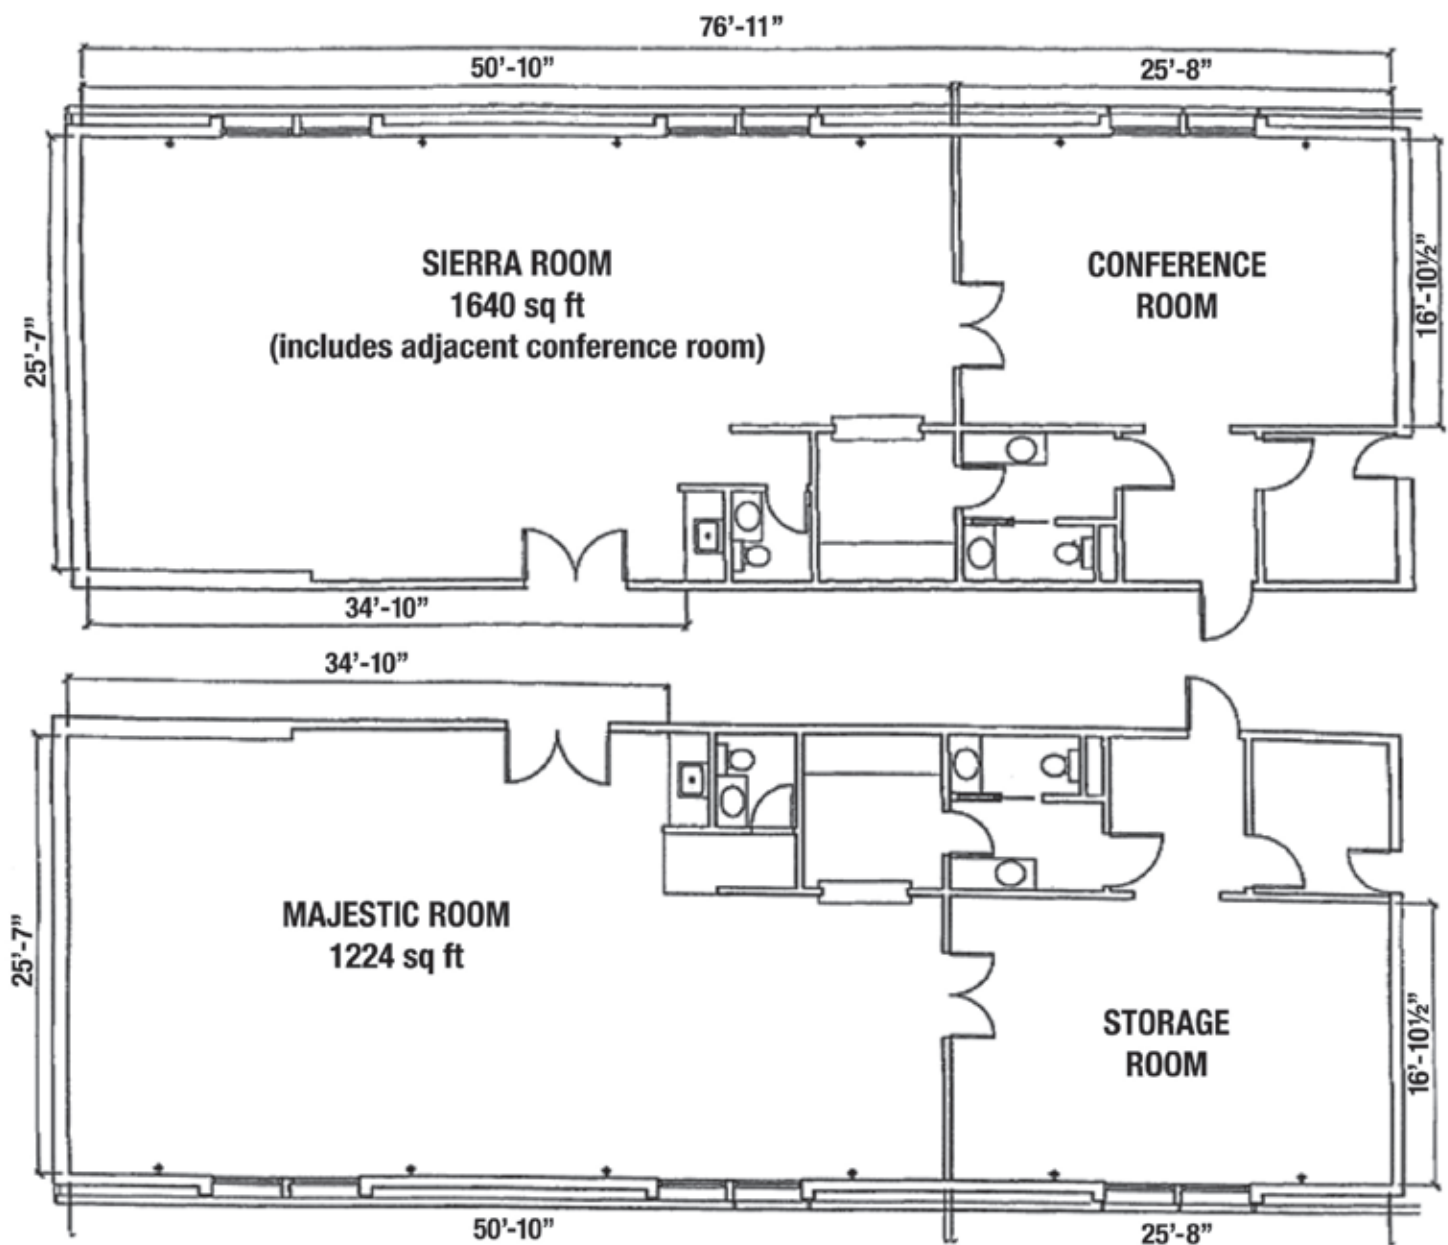 76’-11”
50’-10”
25’-8”
SIERRA ROOM
1640 sq ft
(includes adjacent conference room)
CONFERENCE
ROOM
25’-7”
16’-10½”
34’-10”
34’-10”
MAJESTIC ROOM
1224 sq ft
STORAGE
ROOM
25’-7”
16’-10½”
50’-10”
25’-8”